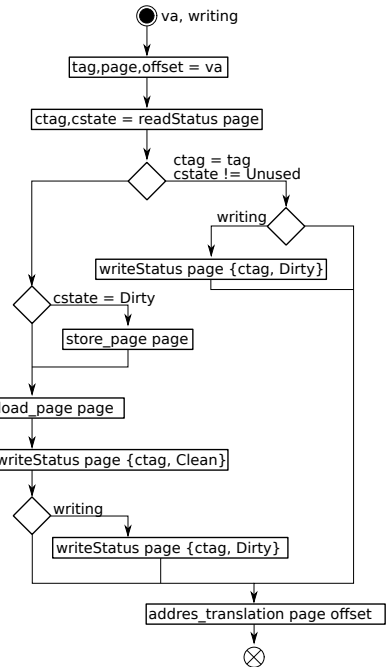 va, writing
tag,page,offset = va
ctag,cstate = readStatus page
ctag = tag
cstate != Unused
writing
writeStatus page {ctag, Dirty}
cstate = Dirty
store_page page
load_page page
writeStatus page {ctag, Clean}
writing
writeStatus page {ctag, Dirty}
addres_translation page offset